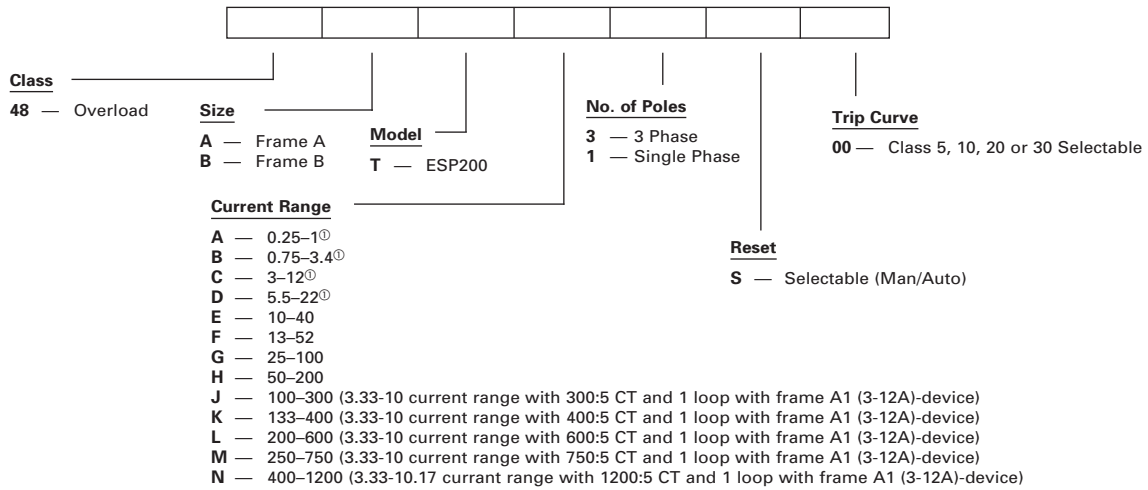 Class
48 — Overload
Size
A — Frame A
B — Frame B
Model
T — ESP200
Current Range
A — 0.25–1①
B — 0.75–3.4①
C — 3–12①
D — 5.5–22①
E — 10–40
F — 13–52
G — 25–100
H — 50–200
J — 100–300 (3.33-10 current range with 300:5 CT and 1 loop with frame A1 (3-12A)-device)
K — 133–400 (3.33-10 current range with 400:5 CT and 1 loop with frame A1 (3-12A)-device)
L — 200–600 (3.33-10 current range with 600:5 CT and 1 loop with frame A1 (3-12A)-device)
M — 250–750 (3.33-10 current range with 750:5 CT and 1 loop with frame A1 (3-12A)-device)
N — 400–1200 (3.33-10.17 currant range with 1200:5 CT and 1 loop with frame A1 (3-12A)-device)
No. of Poles
3 — 3 Phase
1 — Single Phase
Reset
S — Selectable (Man/Auto)
Trip Curve
00 — Class 5, 10, 20 or 30 Selectable